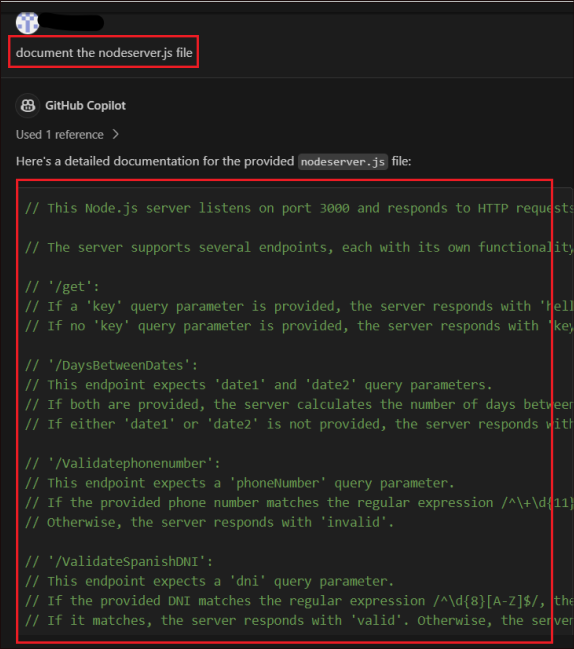 document the nodeserver.js file
GitHub Copilot
Used 1 reference
Here's a detailed documentation for the provided nodeserver.js file:
// This Node.js server listens on port 3000 and responds to HTTP requests
// The server supports several endpoints, each with its own functionality
// '/get':
// If a 'key' query parameter is provided, the server responds with 'hell
// If no 'key' query parameter is provided, the server responds with 'key
// '/DaysBetweenDates':
// This endpoint expects 'date1' and 'date2' query parameters.
// If both are provided, the server calculates the number of days between
// If either 'date1' or 'date2' is not provided, the server responds with
// '/Validatephonenumber':
// This endpoint expects a 'phoneNumber' query parameter.
// If the provided phone number matches the regular expression /^\+\d{11}
// Otherwise, the server responds with 'invalid'.
// '/ValidateSpanishDNI':
// This endpoint expects a 'dni' query parameter.
// If the provided DNI matches the regular expression /^\d{8}[A-Z]$/, the
// If it matches, the server responds with 'valid'. Otherwise, the server